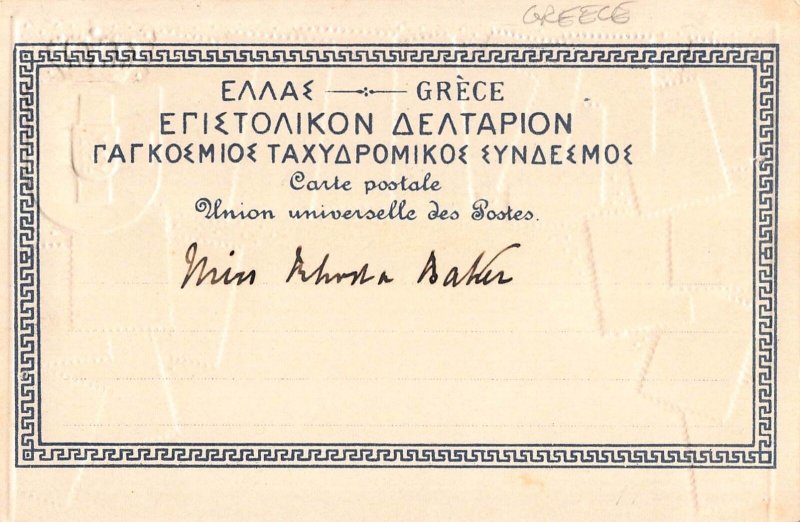 GREECE
ΕΛΛΑΣ — GRÈCE
ΕΠΙΣΤΟΛΙΚΟΝ ΔΕΛΤΑΡΙΟΝ
ΠΑΓΚΟΣΜΙΟΣ ΤΑΧΥΔΡΟΜΙΚΟΣ ΣΥΝΔΕΣΜΟΣ
Carte postale
Union universelle des Postes.
Miss Rhoda Baker